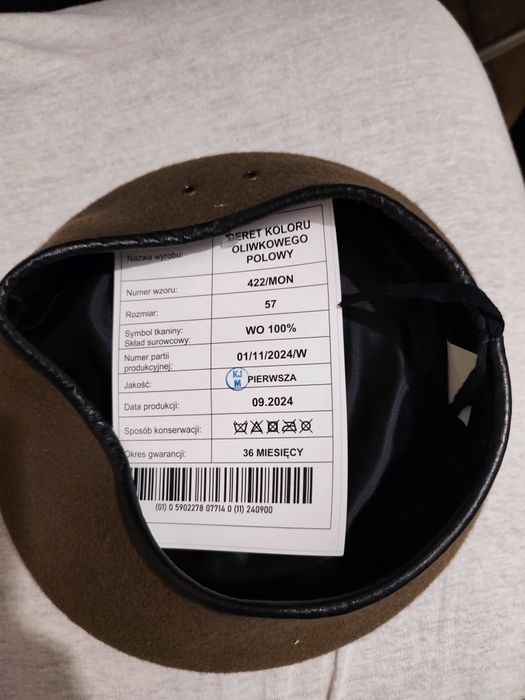 Nazwa wyrobu: BERET KOLORU
OLIWKOWEGO
POLOWY
Numer wzoru: 422/MON
Rozmiar: 57
Symbol tkaniny:
Skład surowcowy: WO 100%
Numer partii
produkcyjnej: 01/11/2024/W
Jakość: KJ
M PIERWSZA
Data produkcji: 09.2024
Sposób konserwacji:
Okres gwarancji: 36 MIESIĘCY
(01) 0 5902278 07714 0 (11) 240900